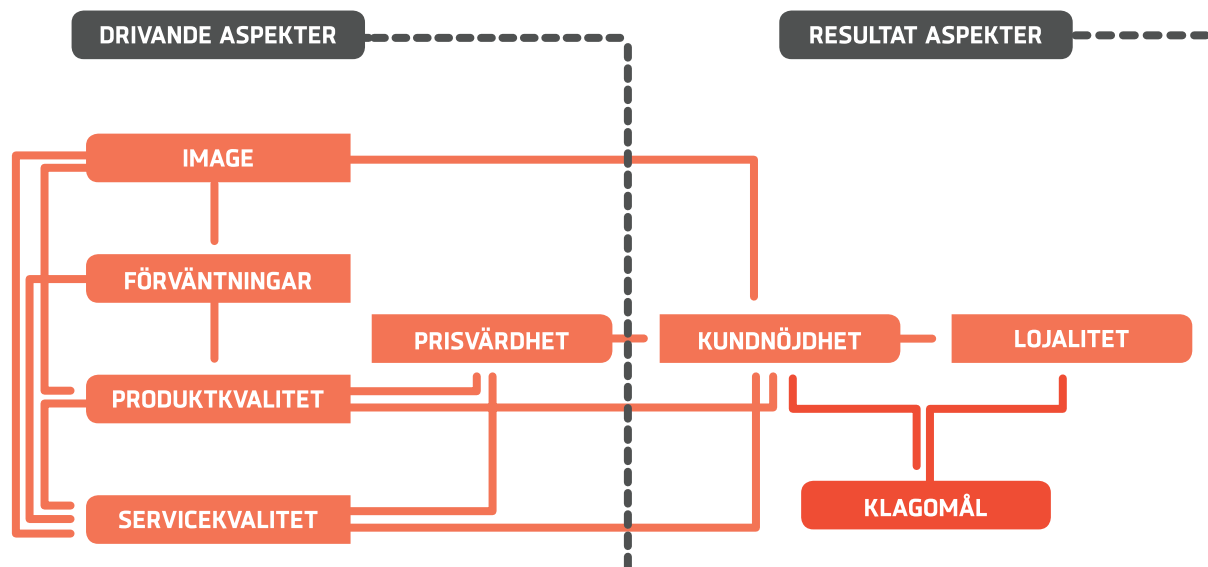 DRIVANDE ASPEKTER
RESULTAT ASPEKTER
IMAGE
FÖRVÄNTNINGAR
PRISVÄRDHET
KUNDNÖJDHET
LOJALITET
PRODUKTKVALITET
SERVICEKVALITET
KLAGOMÅL